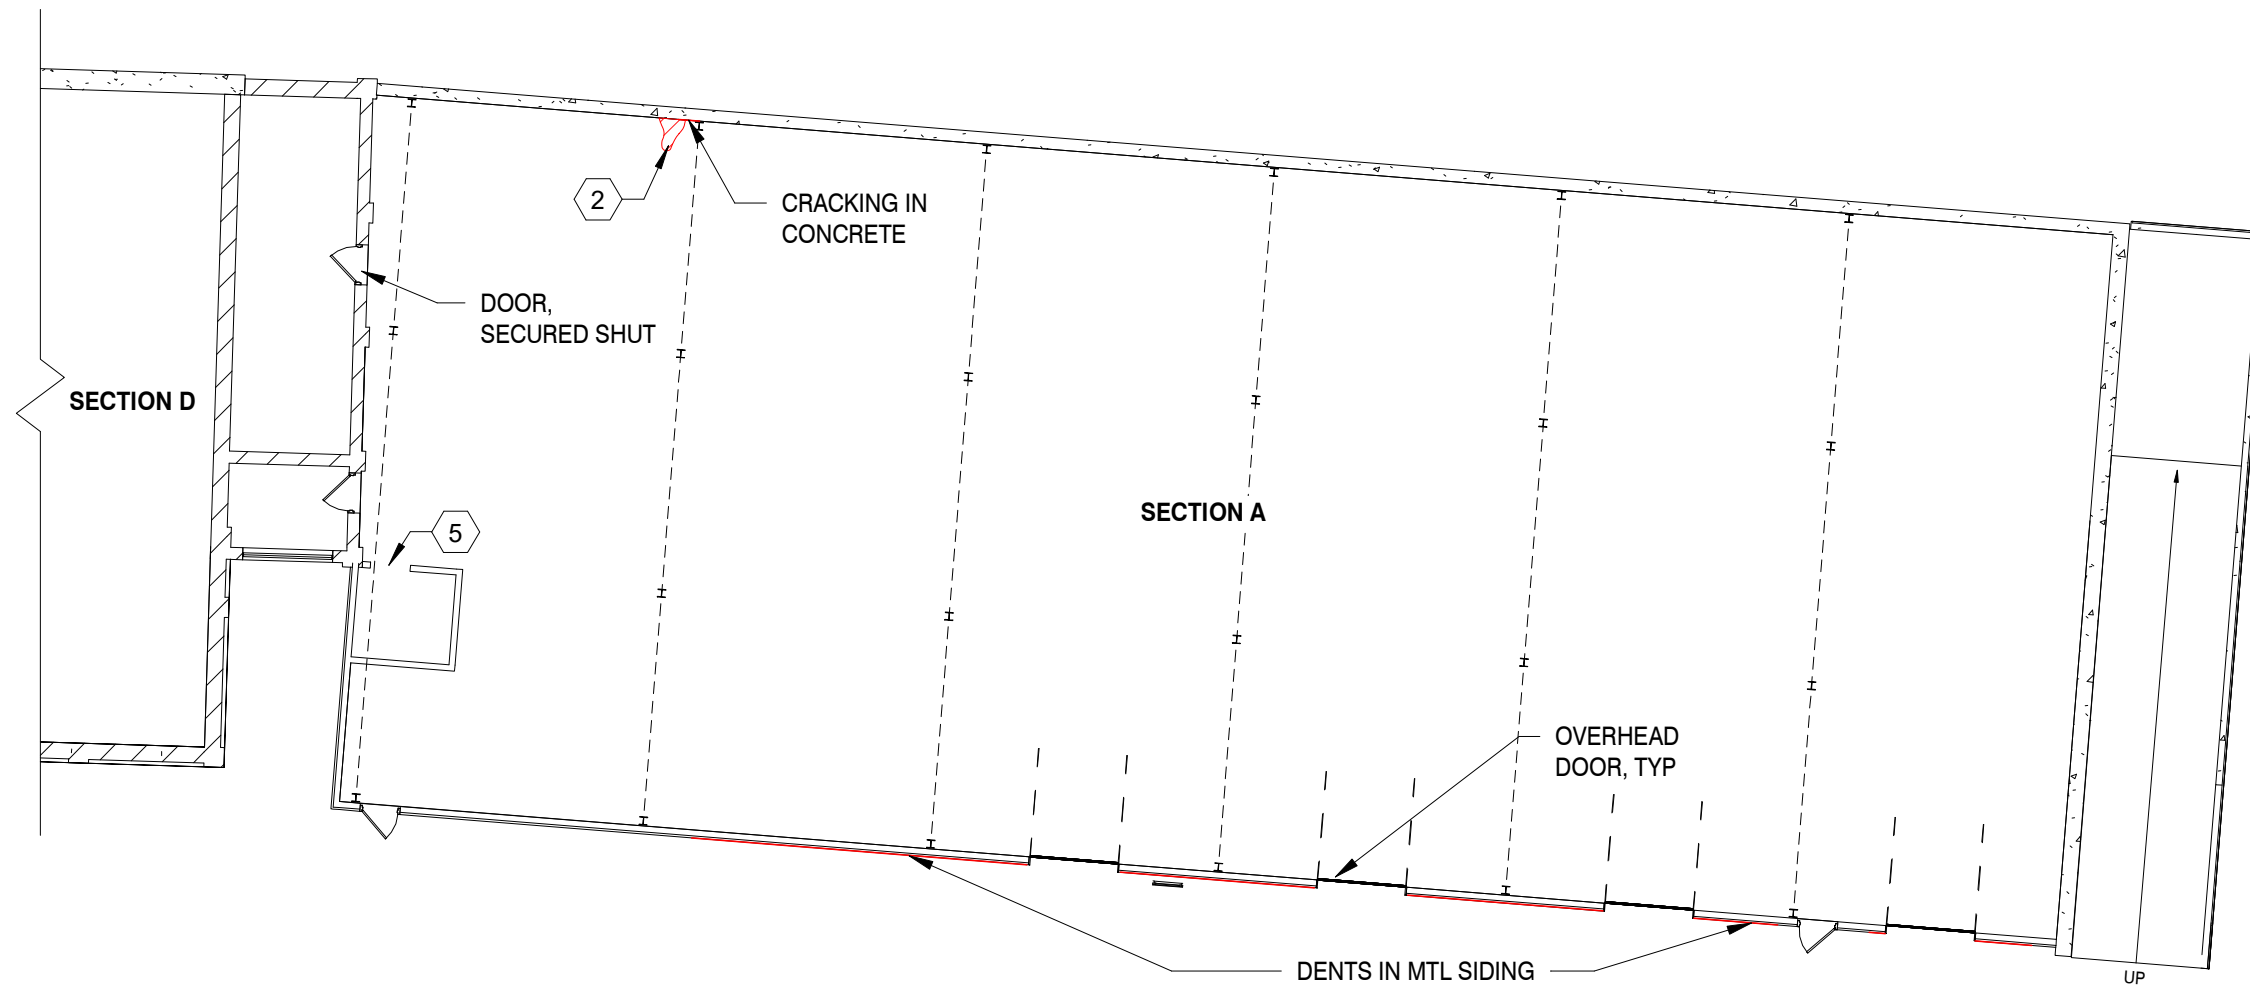 2
CRACKING IN
CONCRETE
DOOR,
SECURED SHUT
SECTION D
SECTION A
5
OVERHEAD
DOOR, TYP
DENTS IN MTL SIDING
UP